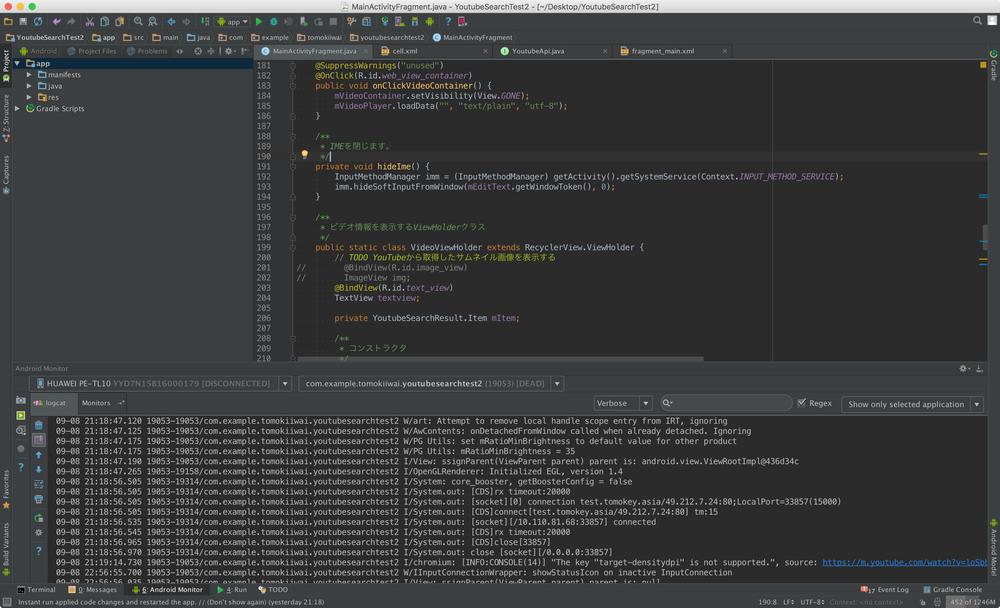 MainActivityFragment.java - YoutubeSearchTest2 - [~/Desktop/YoutubeSearchTest2]
app
YoutubeSearchTest2 app src main java com example tomokiiwai youtubesearchtest2 MainActivityFragment
Android Project Files Problems
MainActivityFragment.java cell.xml YoutubeApi.java fragment_main.xml
Project
Z: Structure
Captures
Favorites
Build Variants
Gradle
Android Model
app
manifests
java
res
Gradle Scripts
181 @SuppressWarnings("unused")
182 @OnClick(R.id.web_view_container)
183 public void onClickVideoContainer() {
184 mVideoContainer.setVisibility(View.GONE);
185 mVideoPlayer.loadData("", "text/plain", "utf-8");
186 }
187
188 /**
189 * IMEを閉じます。
190 */
191 private void hideIme() {
192 InputMethodManager imm = (InputMethodManager) getActivity().getSystemService(Context.INPUT_METHOD_SERVICE);
193 imm.hideSoftInputFromWindow(mEditText.getWindowToken(), 0);
194 }
195
196 /**
197 * ビデオ情報を表示するViewHolderクラス
198 */
199 public static class VideoViewHolder extends RecyclerView.ViewHolder {
200 // TODO YouTubeから取得したサムネイル画像を表示する
201 // @BindView(R.id.image_view)
202 // ImageView img;
203 @BindView(R.id.text_view)
204 TextView textview;
205
206 private YoutubeSearchResult.Item mItem;
207
208 /**
209 * コンストラクタ
210 */
Android Monitor
HUAWEI PE-TL10 YYD7N15B16000179 [DISCONNECTED] com.example.tomokiiwai.youtubesearchtest2 (19053) [DEAD]
logcat Monitors Verbose Regex Show only selected application
09-08 21:18:47.120 19053-19053/com.example.tomokiiwai.youtubesearchtest2 W/art: Attempt to remove local handle scope entry from IRT, ignoring
09-08 21:18:47.125 19053-19053/com.example.tomokiiwai.youtubesearchtest2 W/AwContents: onDetachedFromWindow called when already detached. Ignoring
09-08 21:18:47.175 19053-19053/com.example.tomokiiwai.youtubesearchtest2 W/PG Utils: set mRatioMinBrightness to default value for other product
09-08 21:18:47.175 19053-19053/com.example.tomokiiwai.youtubesearchtest2 W/PG Utils: mRatioMinBrightness = 35
09-08 21:18:47.190 19053-19053/com.example.tomokiiwai.youtubesearchtest2 I/View: ssignParent(ViewParent parent) parent is: android.view.ViewRootImpl@436d34c
09-08 21:18:47.265 19053-19158/com.example.tomokiiwai.youtubesearchtest2 I/OpenGLRenderer: Initialized EGL, version 1.4
09-08 21:18:56.505 19053-19314/com.example.tomokiiwai.youtubesearchtest2 I/System: core_booster, getBoosterConfig = false
09-08 21:18:56.505 19053-19314/com.example.tomokiiwai.youtubesearchtest2 I/System.out: [CDS]rx timeout:20000
09-08 21:18:56.505 19053-19314/com.example.tomokiiwai.youtubesearchtest2 I/System.out: [socket][0] connection test.tomokey.asia/49.212.7.24:80;LocalPort=33857(15000)
09-08 21:18:56.505 19053-19314/com.example.tomokiiwai.youtubesearchtest2 I/System.out: [CDS]connect[test.tomokey.asia/49.212.7.24:80] tm:15
09-08 21:18:56.535 19053-19314/com.example.tomokiiwai.youtubesearchtest2 I/System.out: [socket][/10.110.81.68:33857] connected
09-08 21:18:56.545 19053-19314/com.example.tomokiiwai.youtubesearchtest2 I/System.out: [CDS]rx timeout:20000
09-08 21:18:56.965 19053-19314/com.example.tomokiiwai.youtubesearchtest2 I/System.out: [CDS]close[33857]
09-08 21:18:56.970 19053-19314/com.example.tomokiiwai.youtubesearchtest2 I/System.out: close [socket][/0.0.0.0:33857]
09-08 21:19:14.730 19053-19053/com.example.tomokiiwai.youtubesearchtest2 I/chromium: [INFO:CONSOLE(14)] "The key "target-densitydpi" is not supported.", source: https://m.youtube.com/watch?v=loSbb
09-08 22:56:55.700 19053-19053/com.example.tomokiiwai.youtubesearchtest2 W/IInputConnectionWrapper: showStatusIcon on inactive InputConnection
09-08 22:56:56.035 19053-19053/com.example.tomokiiwai.youtubesearchtest2 I/View: ssignParent(ViewParent parent) parent is: null
Terminal 0: Messages 6: Android Monitor 4: Run TODO 17 Event Log Gradle Console
Instant run applied code changes and restarted the app. // (Don't show again) (yesterday 21:18) 190:8 LF UTF-8 Context: <no context> 452 of 1246M